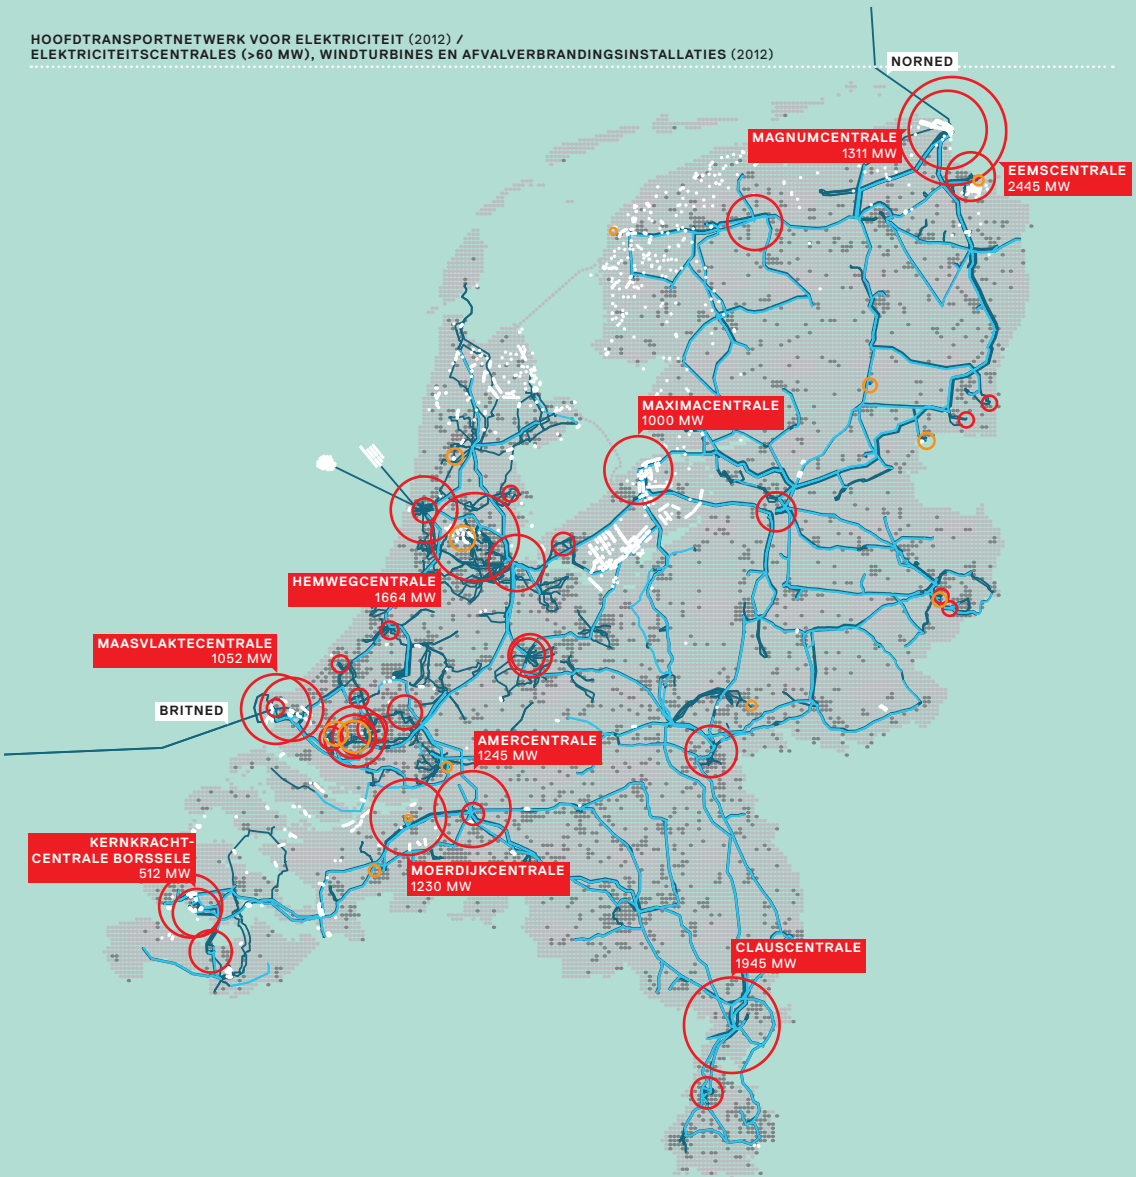 HOOFDTRANSPORTNETWERK VOOR ELEKTRICITEIT (2012) /
ELEKTRICITEITSCENTRALES (>60 MW), WINDTURBINES EN AFVALVERBRANDINGSINSTALLATIES (2012)
NORNED
MAGNUMCENTRALE
1311 MW
EEMSCENTRALE
2445 MW
MAXIMACENTRALE
1000 MW
HEMWEGCENTRALE
1664 MW
MAASVLAKTECENTRALE
1052 MW
BRITNED
AMERCENTRALE
1245 MW
KERNKRACHT-
CENTRALE BORSSELE
512 MW
MOERDIJKCENTRALE
1230 MW
CLAUSCENTRALE
1945 MW